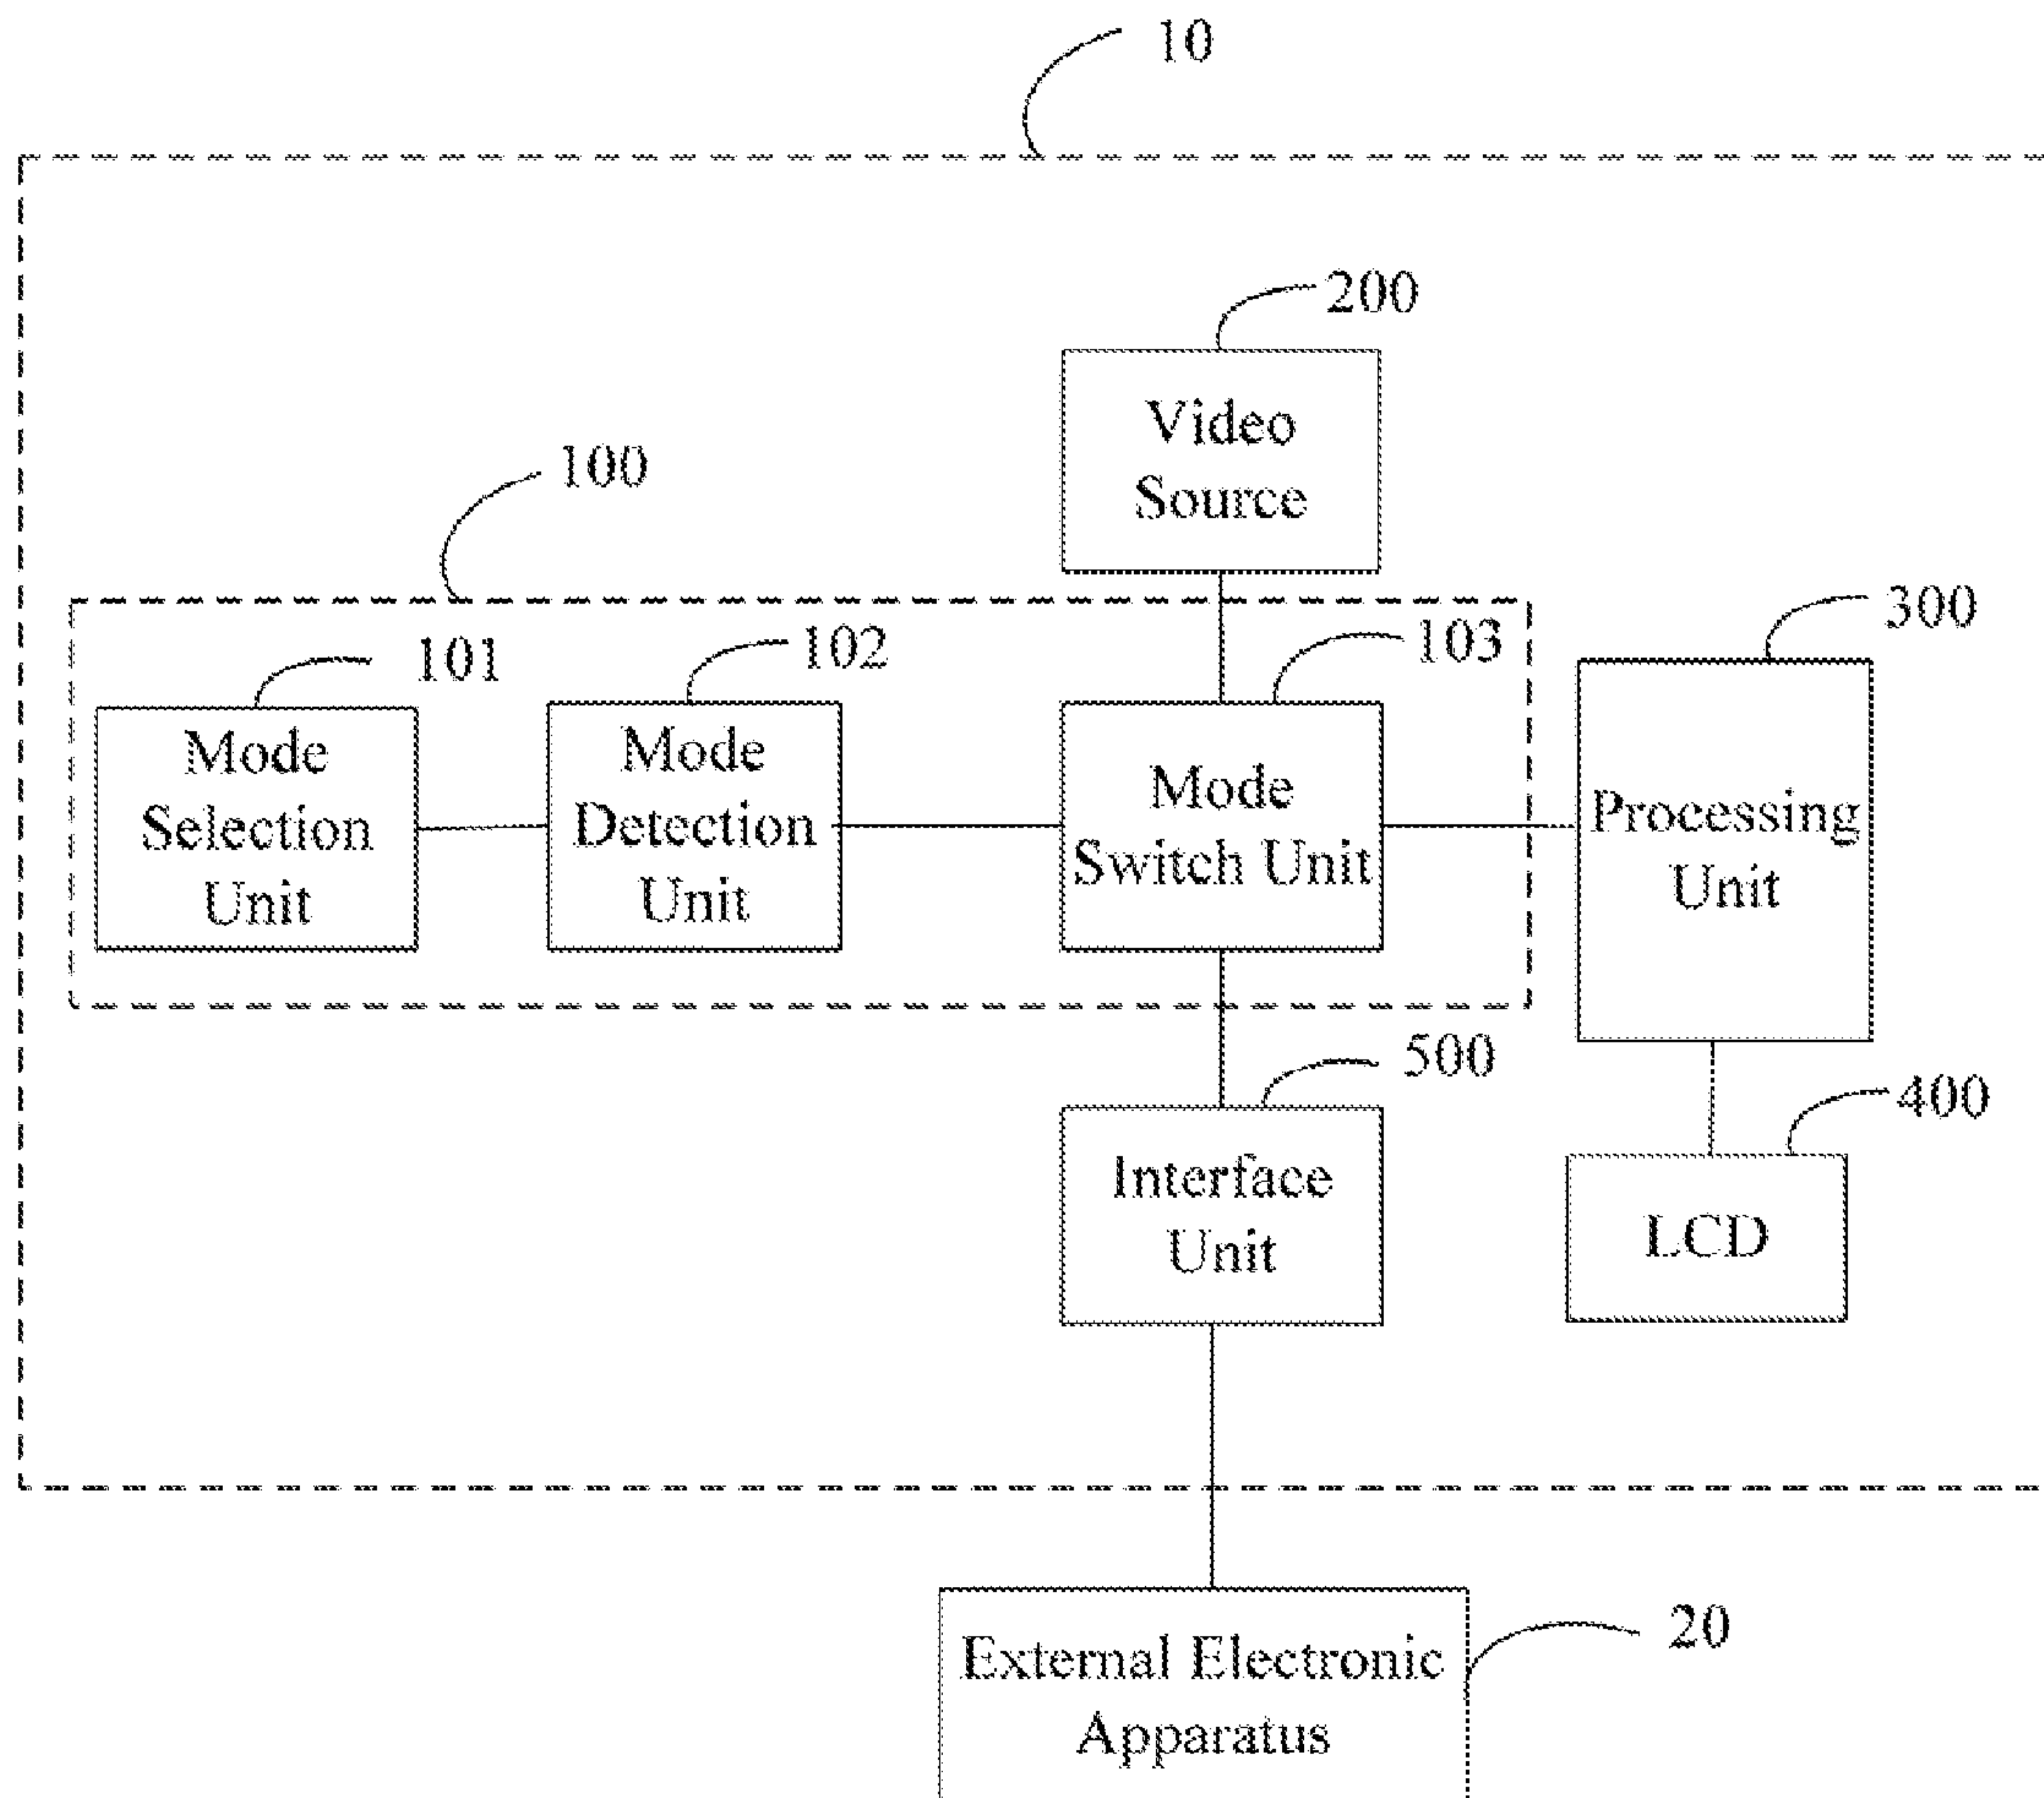 10
200
Video
Source
100
300
101
102
103
Mode
Selection
Unit
Mode
Detection
Unit
Mode
Switch Unit
Processing
Unit
500
400
Interface
Unit
LCD
20
External Electronic
Apparatus